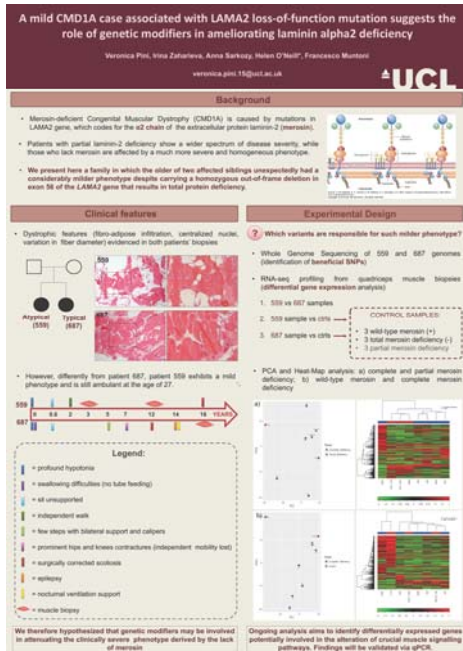 A mild CMD1A case associated with LAMA2 loss-of-function mutation suggests the
role of genetic modifiers in ameliorating laminin alpha2 deficiency
Veronica Pini, Irina Zaharieva, Anna Sarkozy, Helen O'Neill*, Francesco Muntoni
veronica.pini.15@ucl.ac.uk
UCL
Background
• Merosin-deficient Congenital Muscular Dystrophy (CMD1A) is caused by mutations in
LAMA2 gene, which codes for the α2 chain of the extracellular protein laminin-2 (merosin).
• Patients with partial laminin-2 deficiency show a wider spectrum of disease severity, while
those who lack merosin are affected by a much more severe and homogeneous phenotype.
• We present here a family in which the older of two affected siblings unexpectedly had a
considerably milder phenotype despite carrying a homozygous out-of-frame deletion in
exon 56 of the LAMA2 gene that results in total protein deficiency.
Clinical features
• Dystrophic features (fibro-adipose infiltration, centralized nuclei,
variation in fiber diameter) evidenced in both patients' biopsies
559
687
Atypical Typical
(559) (687)
• However, differently from patient 687, patient 559 exhibits a mild
phenotype and is still ambulant at the age of 27.
559
YEARS
687
Legend:
= profound hypotonia
= swallowing difficulties (no tube feeding)
= sit unsupported
= independent walk
= few steps with bilateral support and calipers
= prominent hips and knees contractures (independent mobility lost)
= surgically corrected scoliosis
= epilepsy
= nocturnal ventilation support
= muscle biopsy
We therefore hypothesized that genetic modifiers may be involved
in attenuating the clinically severe phenotype derived by the lack
of merosin
Experimental Design
? Which variants are responsible for such milder phenotype?
• Whole Genome Sequencing of 559 and 687 genomes
(identification of beneficial SNPs)
• RNA-seq profiling from quadriceps muscle biopsies
(differential gene expression analysis)
1. 559 vs 687 samples
2. 559 sample vs ctrls
3. 687 sample vs ctrls
CONTROL SAMPLES:
• 3 wild-type merosin (+)
• 3 total merosin deficiency (-)
• 3 partial merosin deficiency
• PCA and Heat-Map analysis: a) complete and partial merosin
deficiency; b) wild-type merosin and complete merosin
deficiency
a)
b)
Ongoing analysis aims to identify differentially expressed genes
potentially involved in the alteration of crucial muscle signalling
pathways. Findings will be validated via qPCR.